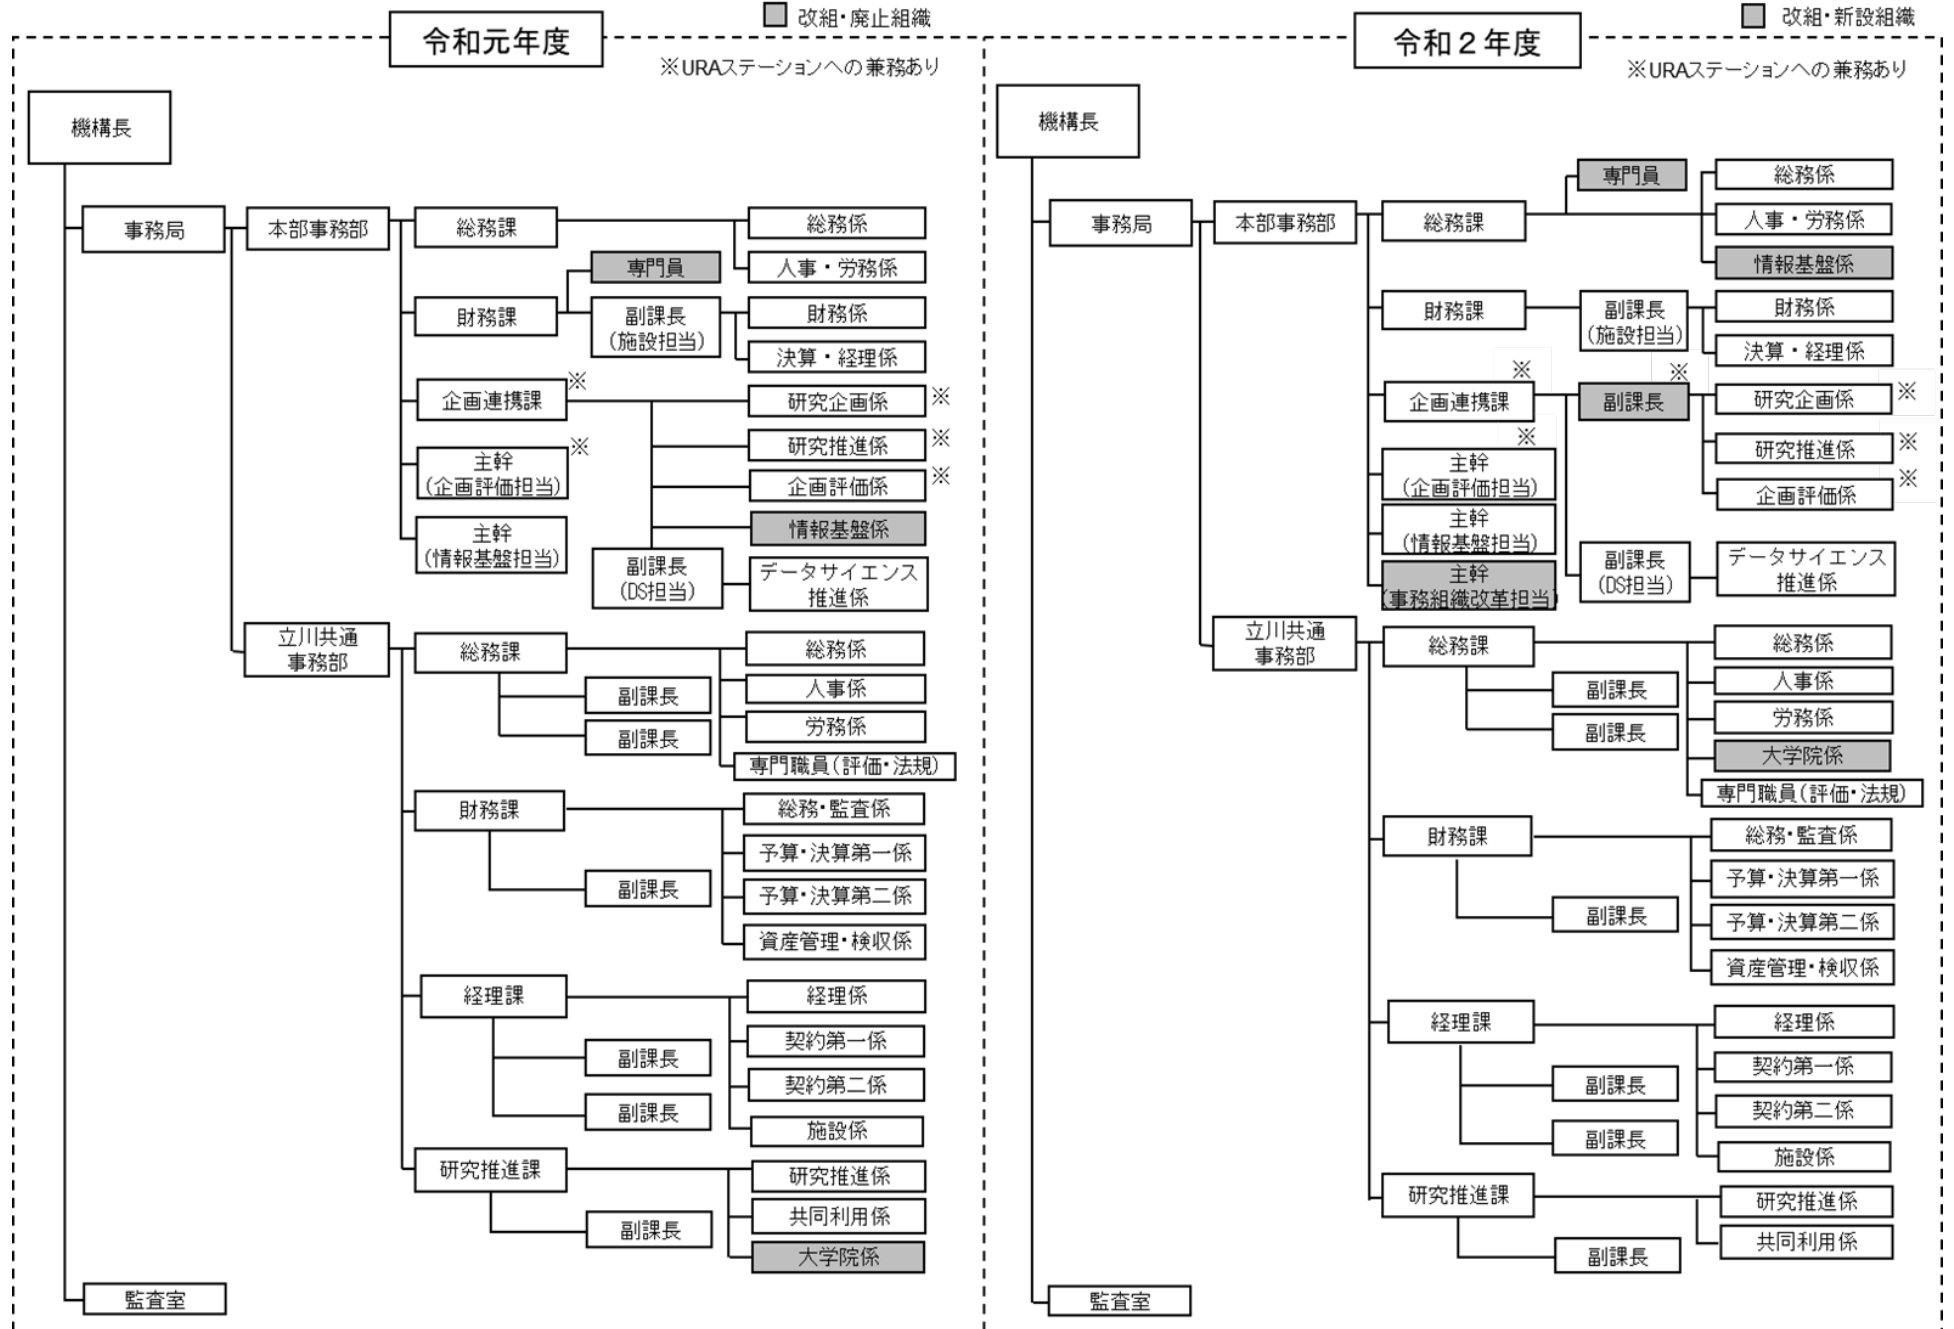 令和元年度
改組・廃止組織
※URAステーションへの兼務あり
機構長
事務局
本部事務部
総務課
総務係
人事・労務係
専門員
財務課
副課長
(施設担当)
財務係
決算・経理係
企画連携課
※
研究企画係
※
研究推進係
※
主幹
(企画評価担当)
※
企画評価係
※
主幹
(情報基盤担当)
情報基盤係
副課長
(DS担当)
データサイエンス
推進係
立川共通
事務部
総務課
総務係
副課長
人事係
副課長
労務係
専門職員(評価・法規)
財務課
総務・監査係
予算・決算第一係
副課長
予算・決算第二係
資産管理・検収係
経理課
経理係
契約第一係
副課長
契約第二係
副課長
施設係
研究推進課
研究推進係
共同利用係
副課長
大学院係
監査室
令和2年度
改組・新設組織
※URAステーションへの兼務あり
機構長
事務局
本部事務部
総務課
専門員
総務係
人事・労務係
情報基盤係
財務課
副課長
(施設担当)
財務係
決算・経理係
企画連携課
※
副課長
※
研究企画係
※
研究推進係
※
企画評価係
※
主幹
(企画評価担当)
※
主幹
(情報基盤担当)
主幹
(事務組織改革担当)
副課長
(DS担当)
データサイエンス
推進係
立川共通
事務部
総務課
総務係
副課長
人事係
副課長
労務係
大学院係
専門職員(評価・法規)
財務課
総務・監査係
予算・決算第一係
副課長
予算・決算第二係
資産管理・検収係
経理課
経理係
契約第一係
副課長
契約第二係
副課長
施設係
研究推進課
研究推進係
共同利用係
副課長
監査室